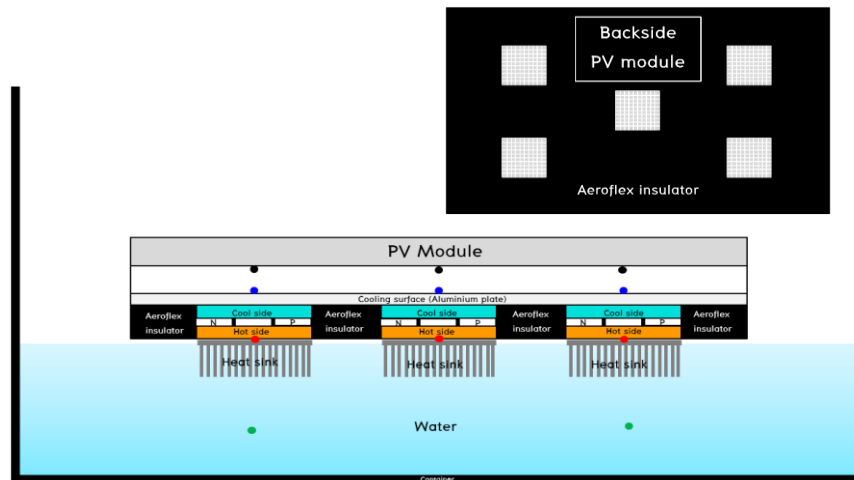 Backside
PV module
Aeroflex insulator
PV Module
Cooling surface (Aluminium plate)
Aeroflex
insulator
Cool side
N P
Hot side
Aeroflex
insulator
Cool side
N P
Hot side
Aeroflex
insulator
Cool side
N P
Hot side
Aeroflex
insulator
Heat sink
Heat sink
Heat sink
Water
Container